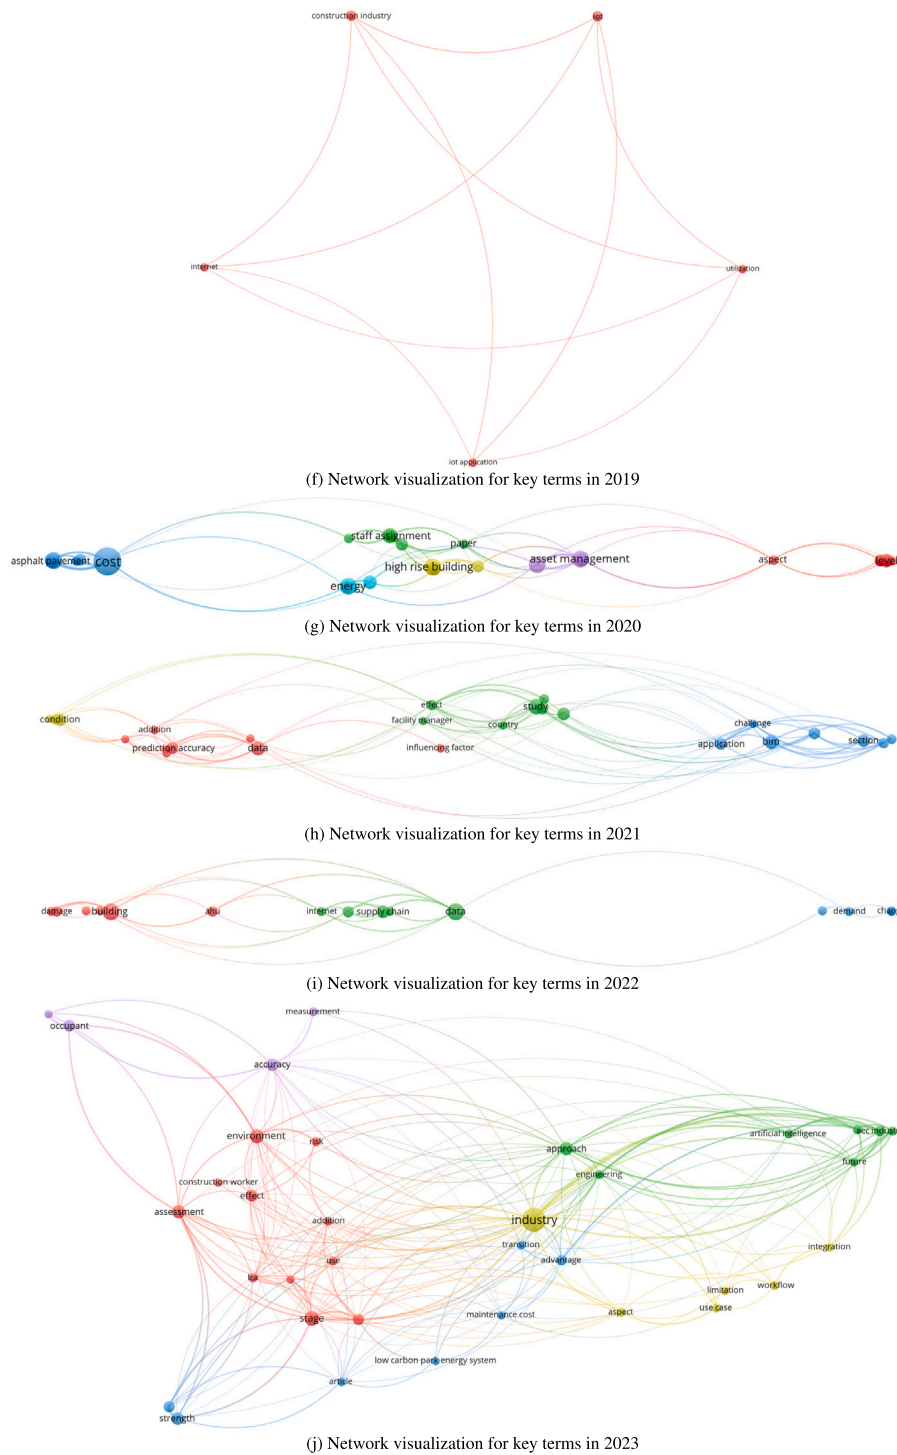 construction industry
iot
internet
utilization
iot application
(f) Network visualization for key terms in 2019
staff assignment
paper
asphalt pavement
cost
high rise building
asset management
aspect
level
energy
(g) Network visualization for key terms in 2020
condition
effect
study
addition
facility manager
country
challenge
prediction accuracy
data
influencing factor
application
bim
section
(h) Network visualization for key terms in 2021
damage
building
ahu
internet
supply chain
data
demand
(i) Network visualization for key terms in 2022
measurement
occupant
accuracy
environment
risk
artificial intelligence
aec indust
approach
future
engineering
construction worker
effect
assessment
addition
industry
transition
integration
use
advantage
lca
limitation
workflow
stage
maintenance cost
aspect
use case
low carbon park energy system
article
strength
(j) Network visualization for key terms in 2023